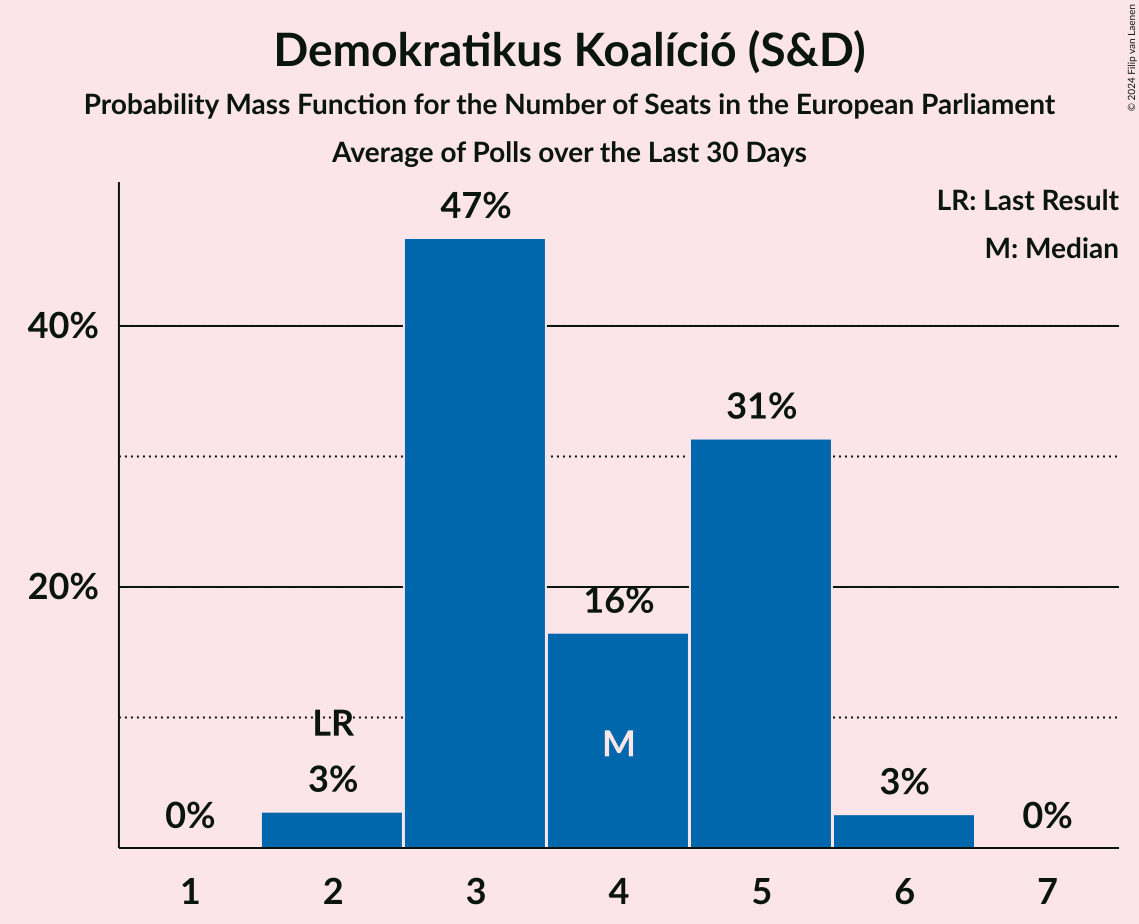 Demokratikus Koalíció (S&D)
Probability Mass Function for the Number of Seats in the European Parliament
Average of Polls over the Last 30 Days
© 2024 Filip van Laenen
LR: Last Result
M: Median
47%
40%
31%
20%
16%
LR
M
3%
3%
0%
0%
1 2 3 4 5 6 7